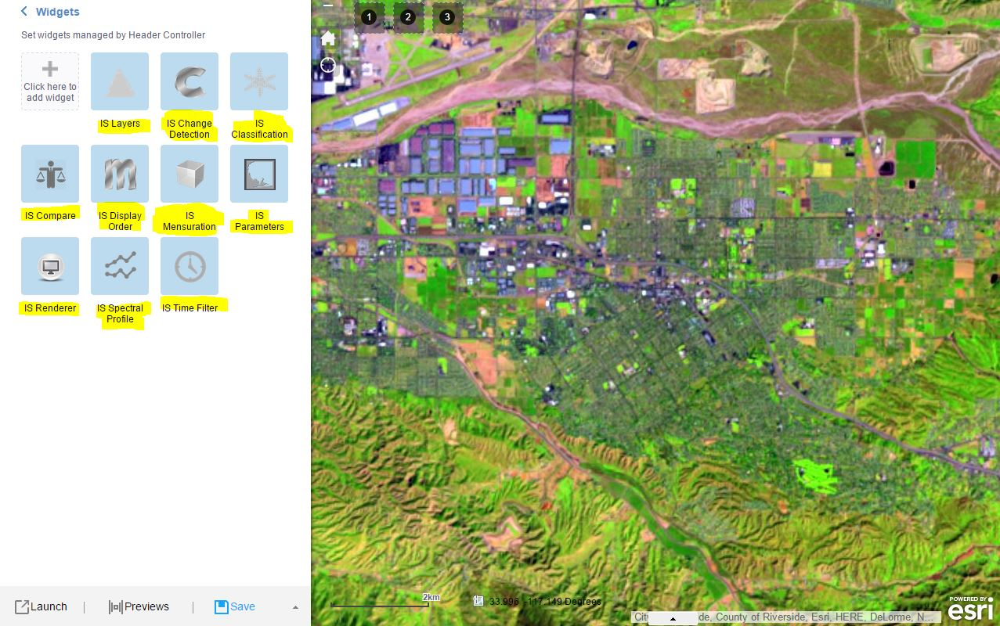 Widgets
Set widgets managed by Header Controller
Click here to
add widget
IS Layers
IS Change
Detection
IS
Classification
IS Compare
IS Display
Order
IS
Mensuration
IS
Parameters
IS Renderer
IS Spectral
Profile
IS Time Filter
Launch
Previews
Save
1
2
3
2km
33.996 -117.149 Degrees
City
de, County of Riverside, Esri, HERE, DeLorme, N...
POWERED BY
esri